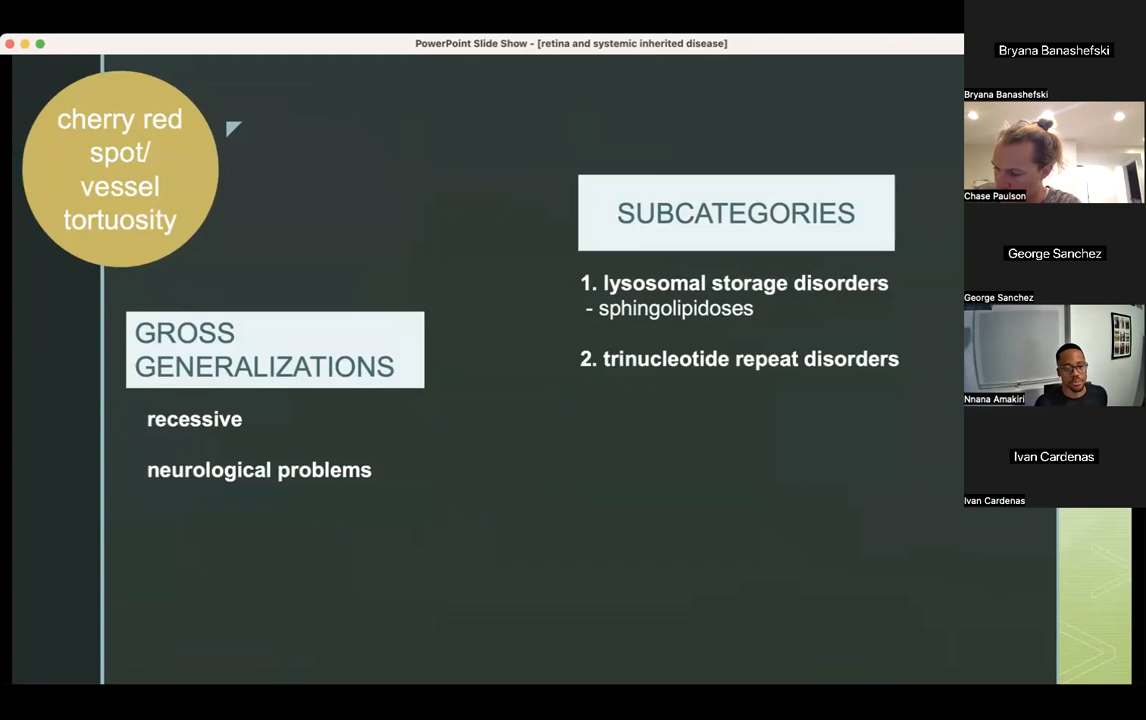 PowerPoint Slide Show - [retina and systemic inherited disease]
cherry red
spot/
vessel
tortuosity
GROSS
GENERALIZATIONS
recessive
neurological problems
SUBCATEGORIES
1. lysosomal storage disorders
- sphingolipidoses
2. trinucleotide repeat disorders
Bryana Banashefski
Bryana Banashefski
Chase Paulson
George Sanchez
George Sanchez
Nnana Amakiri
Ivan Cardenas
Ivan Cardenas